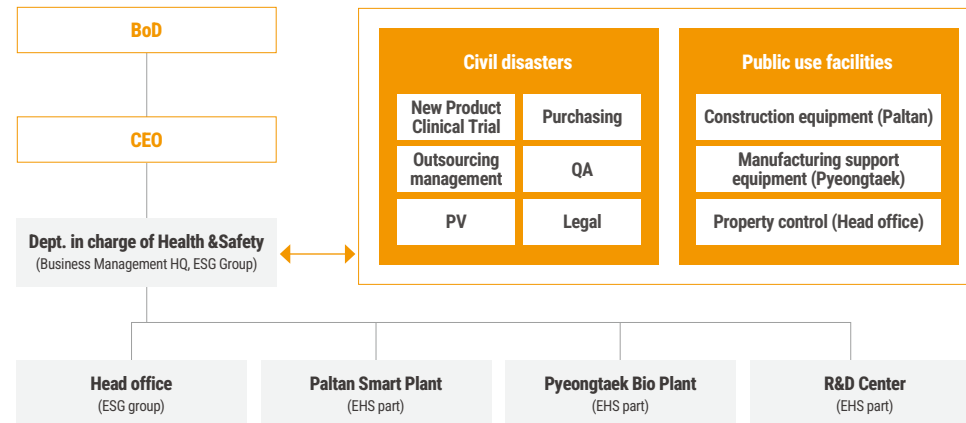 BoD
CEO
Dept. in charge of Health &Safety
(Business Management HQ, ESG Group)
Civil disasters
New Product
Clinical Trial
Purchasing
Outsourcing
management
QA
PV
Legal
Public use facilities
Construction equipment (Paltan)
Manufacturing support
equipment (Pyeongtaek)
Property control (Head office)
Head office
(ESG group)
Paltan Smart Plant
(EHS part)
Pyeongtaek Bio Plant
(EHS part)
R&D Center
(EHS part)